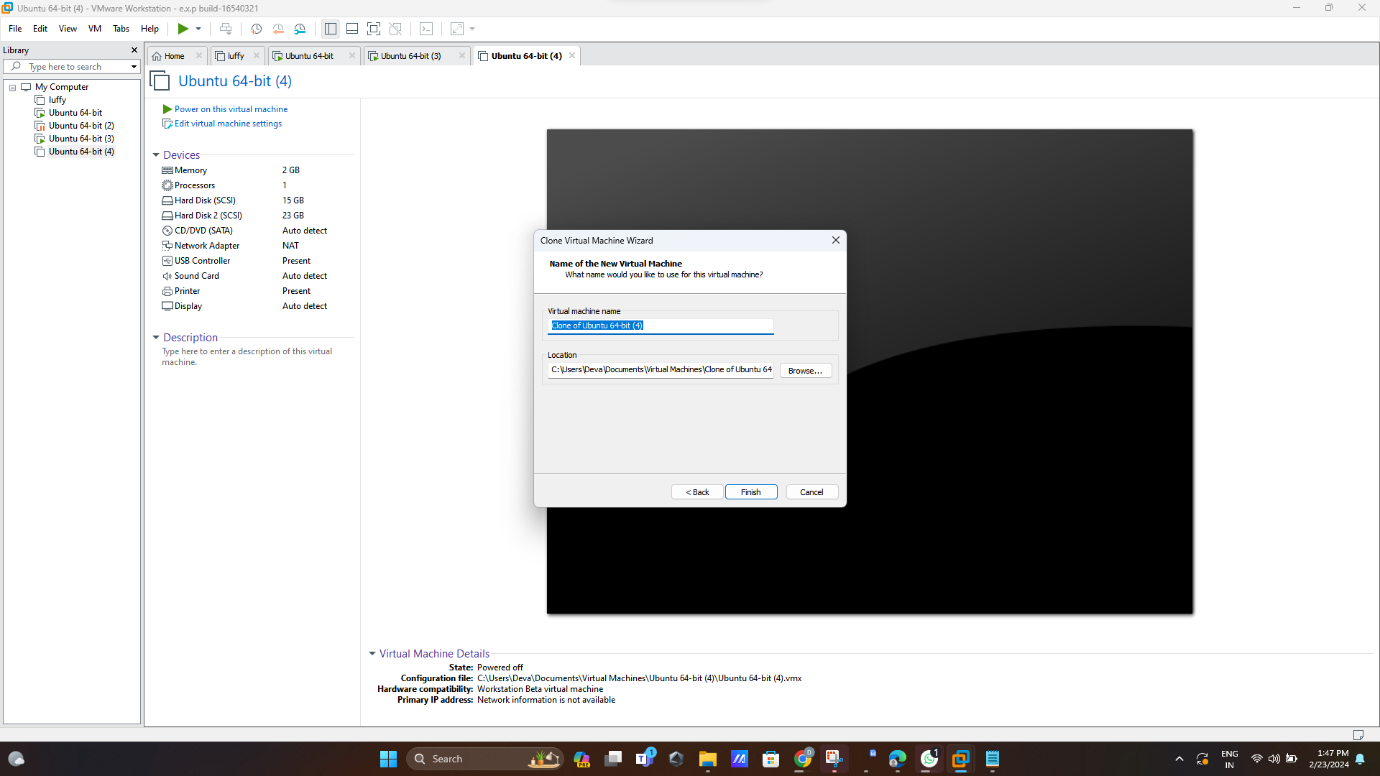 Ubuntu 64-bit (4) - VMware Workstation - e.x.p build-16540321
File Edit View VM Tabs Help
Library
Type here to search
My Computer
luffy
Ubuntu 64-bit
Ubuntu 64-bit (2)
Ubuntu 64-bit (3)
Ubuntu 64-bit (4)
Home luffy Ubuntu 64-bit Ubuntu 64-bit (3) Ubuntu 64-bit (4)
Ubuntu 64-bit (4)
Power on this virtual machine
Edit virtual machine settings
Devices
Memory 2 GB
Processors 1
Hard Disk (SCSI) 15 GB
Hard Disk 2 (SCSI) 23 GB
CD/DVD (SATA) Auto detect
Network Adapter NAT
USB Controller Present
Sound Card Auto detect
Printer Present
Display Auto detect
Description
Type here to enter a description of this virtual
machine.
Clone Virtual Machine Wizard
Name of the New Virtual Machine
What name would you like to use for this virtual machine?
Virtual machine name
Clone of Ubuntu 64-bit (4)
Location
C:\Users\Deva\Documents\Virtual Machines\Clone of Ubuntu 64
Browse...
< Back Finish Cancel
Virtual Machine Details
State: Powered off
Configuration file: C:\Users\Deva\Documents\Virtual Machines\Ubuntu 64-bit (4)\Ubuntu 64-bit (4).vmx
Hardware compatibility: Workstation Beta virtual machine
Primary IP address: Network information is not available
Search
PRE
1
D
1
ENG
IN
1:47 PM
2/23/2024